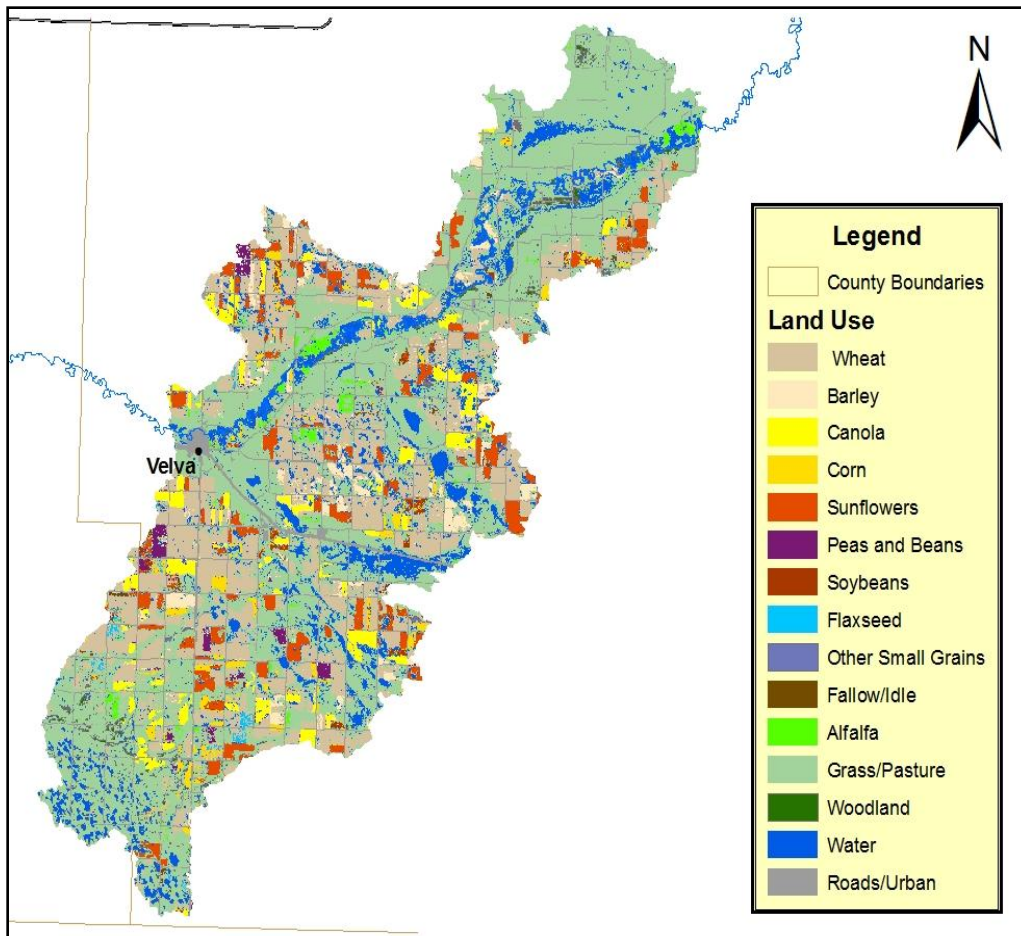 N
Velva
Legend
County Boundaries
Land Use
Wheat
Barley
Canola
Corn
Sunflowers
Peas and Beans
Soybeans
Flaxseed
Other Small Grains
Fallow/Idle
Alfalfa
Grass/Pasture
Woodland
Water
Roads/Urban